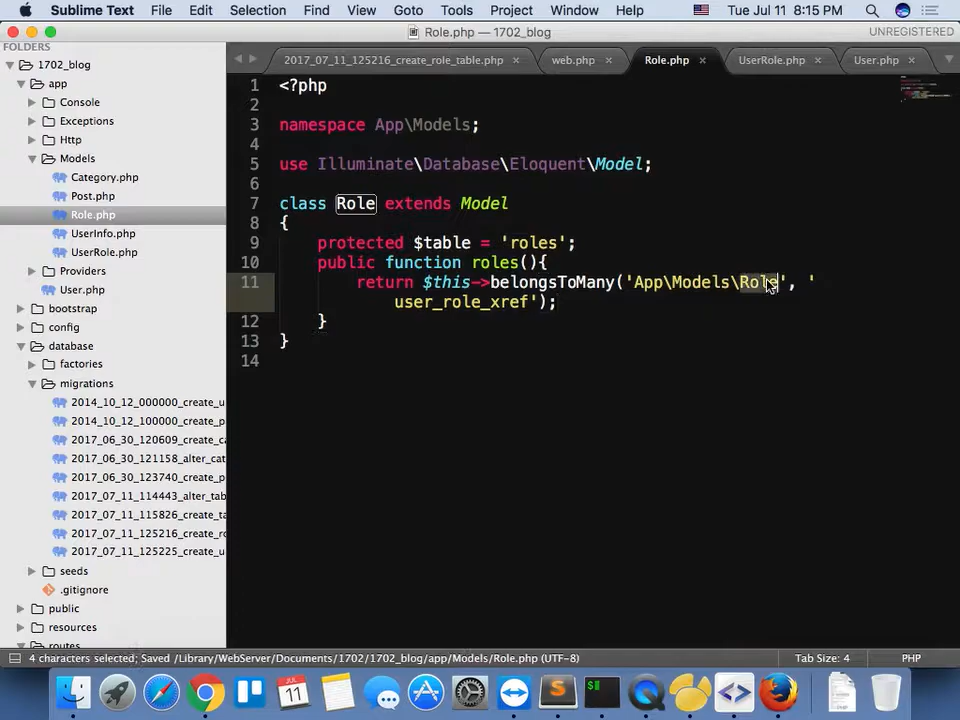 Sublime Text File Edit Selection Find View Goto Tools Project Window Help Tue Jul 11 8:15 PM
Role.php — 1702_blog UNREGISTERED
FOLDERS
1702_blog
app
Console
Exceptions
Http
Models
Category.php
Post.php
Role.php
UserInfo.php
UserRole.php
Providers
User.php
bootstrap
config
database
factories
migrations
2014_10_12_000000_create_u
2014_10_12_100000_create_p
2017_06_30_120609_create_ca
2017_06_30_121158_alter_cat
2017_06_30_123740_create_p
2017_07_11_114443_alter_tab
2017_07_11_115826_create_ta
2017_07_11_125216_create_ro
2017_07_11_125225_create_u
seeds
.gitignore
public
resources
routes
2017_07_11_125216_create_role_table.php × web.php × Role.php × UserRole.php × User.php ×
1 <?php
2
3 namespace App\Models;
4
5 use Illuminate\Database\Eloquent\Model;
6
7 class Role extends Model
8 {
9 protected $table = 'roles';
10 public function roles(){
11 return $this->belongsToMany('App\Models\Role', '
user_role_xref');
12 }
13 }
14
4 characters selected; Saved /Library/WebServer/Documents/1702/1702_blog/app/Models/Role.php (UTF-8) Tab Size: 4 PHP
JUL
11